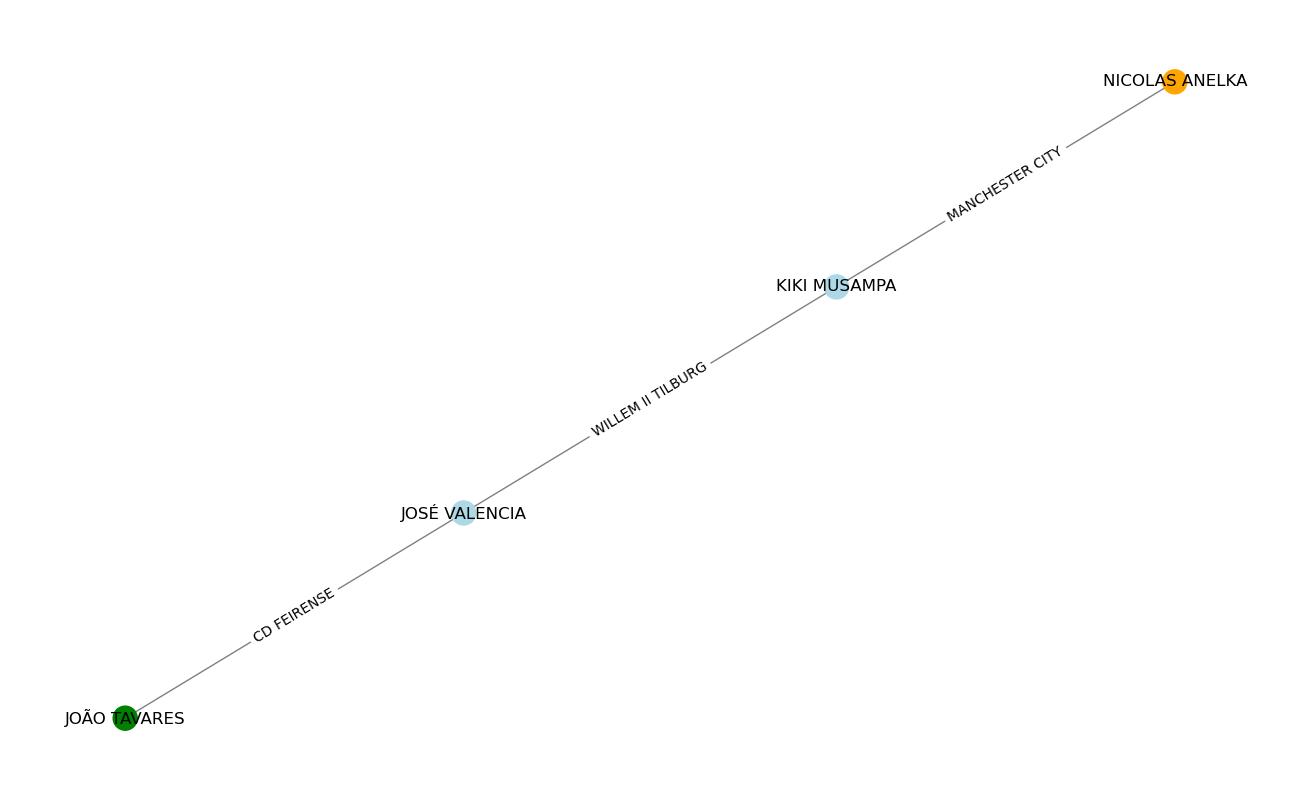 NICOLAS ANELKA
MANCHESTER CITY
KIKI MUSAMPA
WILLEM II TILBURG
JOSÉ VALENCIA
CD FEIRENSE
JOÃO TAVARES